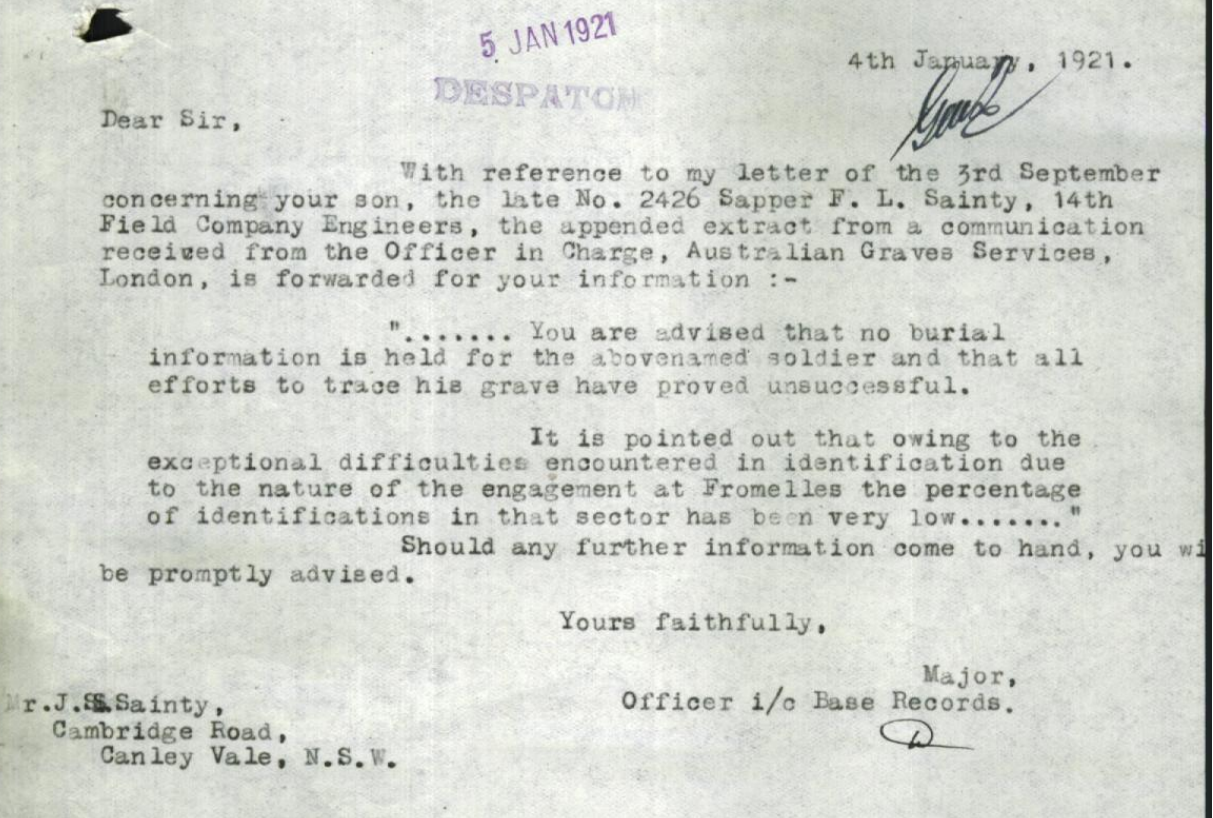 5 JAN 1921
DESPATCH
4th January, 1921.
Dear Sir,
With reference to my letter of the 3rd September
concerning your son, the late No. 2426 Sapper F. L. Sainty, 14th
Field Company Engineers, the appended extract from a communication
received from the Officer in Charge, Australian Graves Services,
London, is forwarded for your information :-
"....... You are advised that no burial
information is held for the abovenamed soldier and that all
efforts to trace his grave have proved unsuccessful.
It is pointed out that owing to the
exceptional difficulties encountered in identification due
to the nature of the engagement at Fromelles the percentage
of identifications in that sector has been very low......."
Should any further information come to hand, you wi
be promptly advised.
Yours faithfully,
Major,
Officer i/c Base Records.
Mr.J.S.Sainty,
Cambridge Road,
Canley Vale, N.S.W.